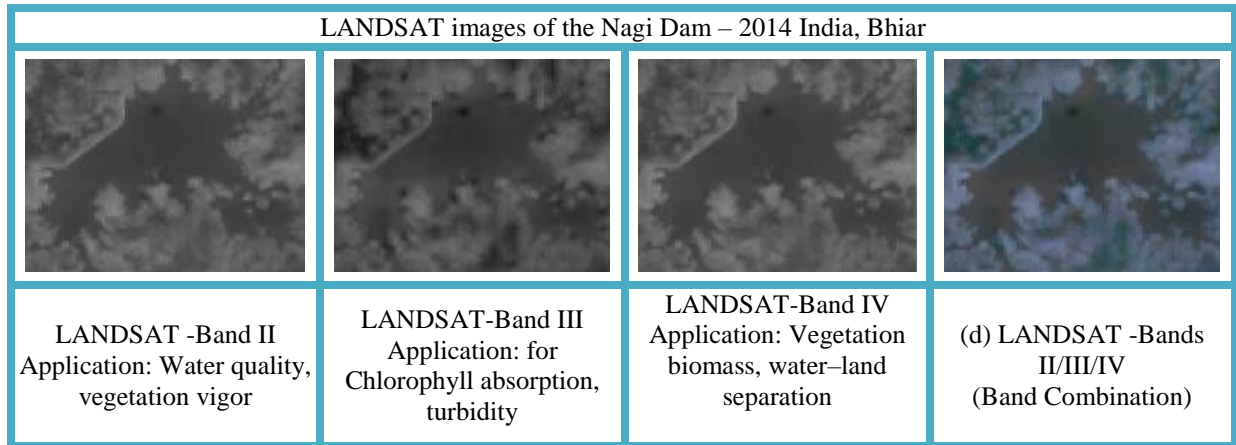 LANDSAT images of the Nagi Dam – 2014 India, Bhiar
LANDSAT -Band II
Application: Water quality,
vegetation vigor
LANDSAT-Band III
Application: for
Chlorophyll absorption,
turbidity
LANDSAT-Band IV
Application: Vegetation
biomass, water–land
separation
(d) LANDSAT -Bands
II/III/IV
(Band Combination)